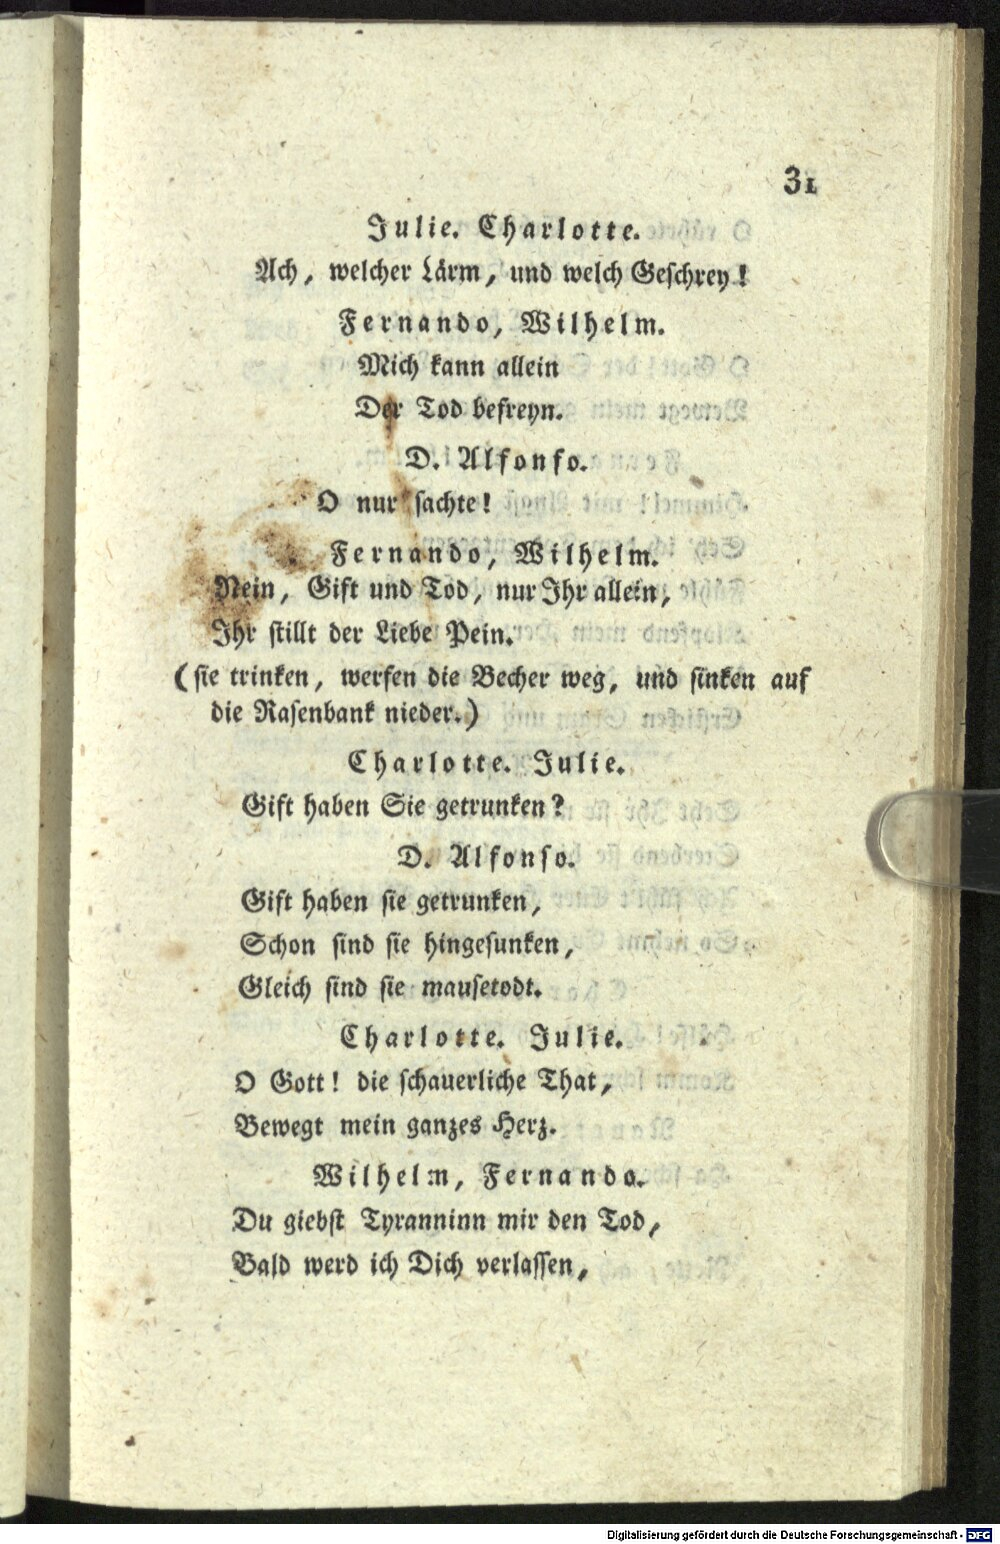 31
Julie. Charlotte.
Ach, welcher Lärm, und welch Geschrey!
Fernando, Wilhelm.
Mich kann allein
Der Tod befreyn.
D. Alfonso.
O nur sachte!
Fernando, Wilhelm.
Nein, Gift und Tod, nur Ihr allein,
Ihr stillt der Liebe Pein.
(sie trinken, werfen die Becher weg, und sinken auf
die Rasenbank nieder.)
Charlotte. Julie.
Gift haben Sie getrunken?
D. Alfonso.
Gift haben sie getrunken,
Schon sind sie hingesunken,
Gleich sind sie mausetodt.
Charlotte. Julie.
O Gott! die schauerliche That,
Bewegt mein ganzes Herz.
Wilhelm, Fernando.
Du giebst Tyranninn mir den Tod,
Bald werd ich Dich verlassen,
Digitalisierung gefördert durch die Deutsche Forschungsgemeinschaft - DFG